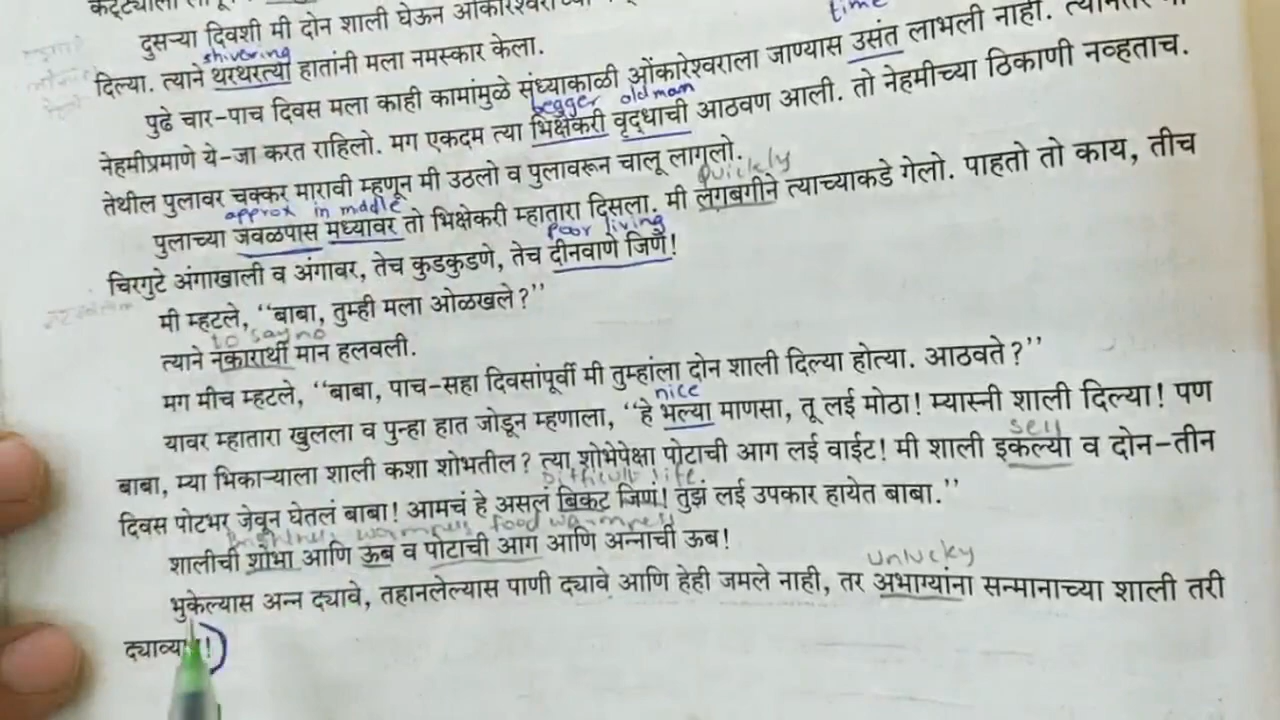 दुसऱ्या दिवशी मी दोन शाली घेऊन ओंकारेश्वराच्या
time
shivering
दिल्या. त्याने थरथरत्या हातांनी मला नमस्कार केला.
पुढे चार-पाच दिवस मला काही कामांमुळे संध्याकाळी ओंकारेश्वराला जाण्यास उसंत लाभली नाही. त्यानंतर मी
begger old man
नेहमीप्रमाणे ये-जा करत राहिलो. मग एकदम त्या भिक्षेकरी वृद्धाची आठवण आली. तो नेहमीच्या ठिकाणी नव्हताच.
तेथील पुलावर चक्कर मारावी म्हणून मी उठलो व पुलावरून चालू लागलो.
approx in madle quickly
पुलाच्या जवळपास मध्यावर तो भिक्षेकरी म्हातारा दिसला. मी लगबगीने त्याच्याकडे गेलो. पाहतो तो काय, तीच
poor living
चिरगुटे अंगाखाली व अंगावर, तेच कुडकुडणे, तेच दीनवाणे जिणे!
मी म्हटले, “बाबा, तुम्ही मला ओळखले?”
to say no
त्याने नकारार्थी मान हलवली.
मग मीच म्हटले, “बाबा, पाच-सहा दिवसांपूर्वी मी तुम्हांला दोन शाली दिल्या होत्या. आठवते?”
nice
यावर म्हातारा खुलला व पुन्हा हात जोडून म्हणाला, “हे भल्या माणसा, तू लई मोठा! म्यास्नी शाली दिल्या! पण
sell
बाबा, म्या भिकाऱ्याला शाली कशा शोभतील? त्या शोभेपेक्षा पोटाची आग लई वाईट! मी शाली इकल्या व दोन-तीन
Difficult life
दिवस पोटभर जेवून घेतलं बाबा! आमचं हे असलं बिकट जिणं! तुझं लई उपकार हायेत बाबा.”
warmness food warmness
शालीची शोभा आणि ऊब व पोटाची आग आणि अन्नाची ऊब!
unlucky
भुकेल्यास अन्न द्यावे, तहानलेल्यास पाणी द्यावे आणि हेही जमले नाही, तर अभाग्यांना सन्मानाच्या शाली तरी